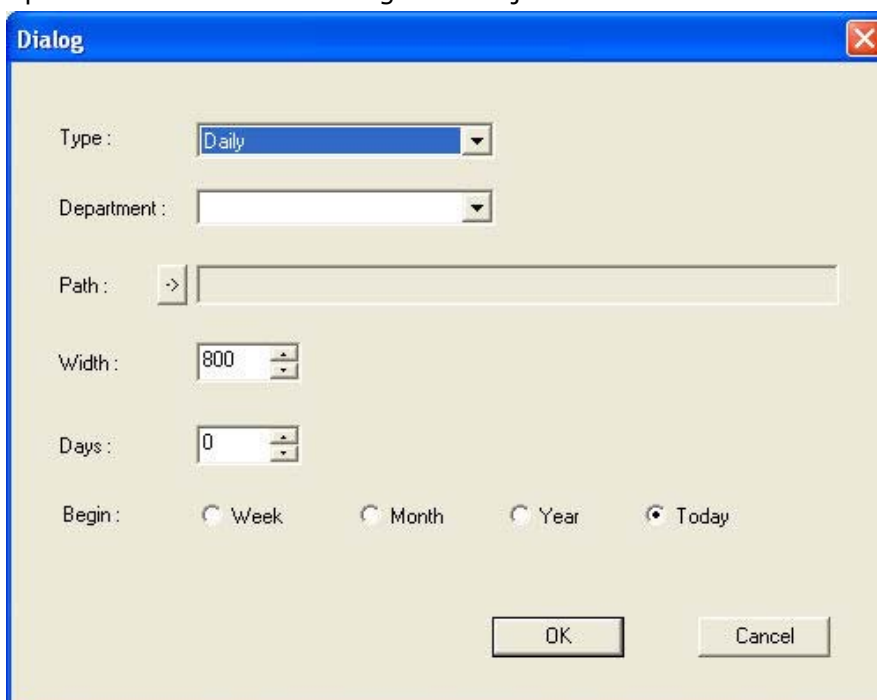 Dialog
Type :
Daily
Department :
Path :
->
Width :
800
Days :
0
Begin :
Week
Month
Year
Today
OK
Cancel